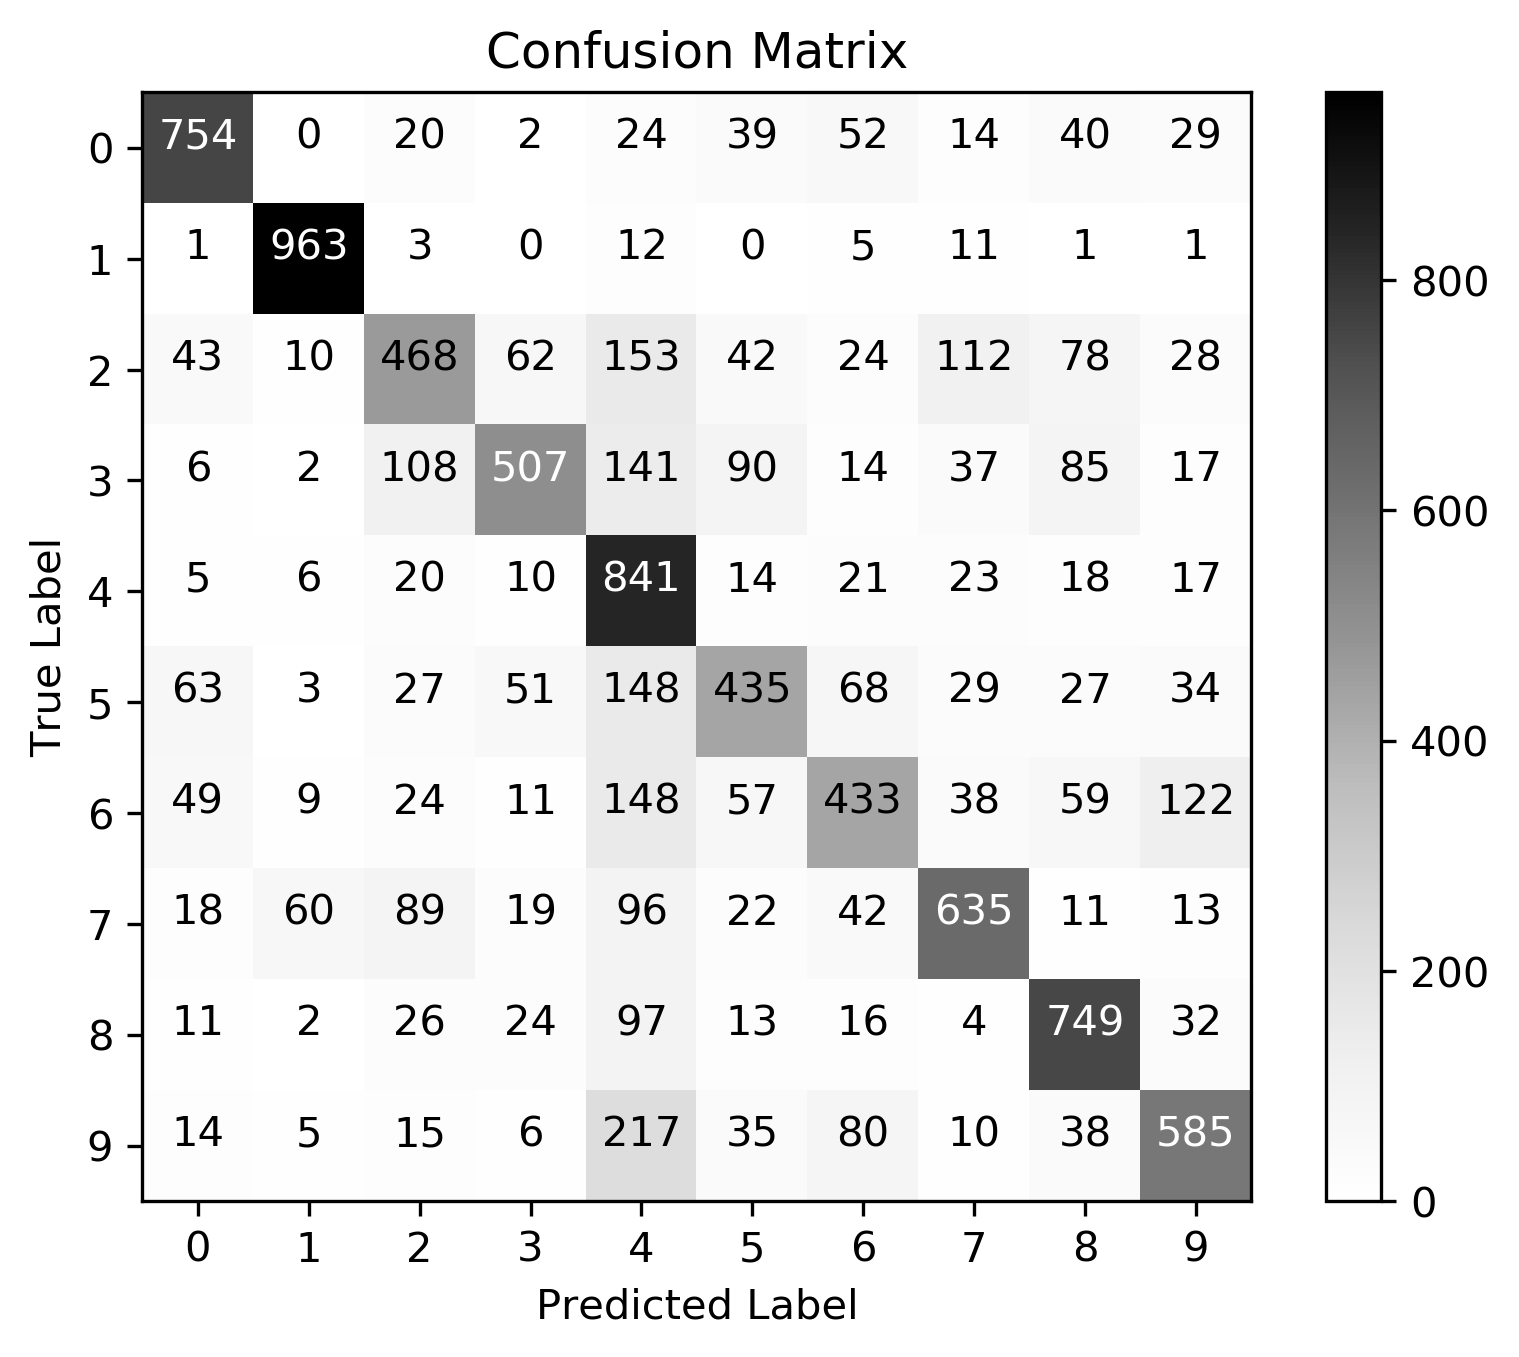 Confusion Matrix
True Label
0 754 0 20 2 24 39 52 14 40 29
1 1 963 3 0 12 0 5 11 1 1
2 43 10 468 62 153 42 24 112 78 28
3 6 2 108 507 141 90 14 37 85 17
4 5 6 20 10 841 14 21 23 18 17
5 63 3 27 51 148 435 68 29 27 34
6 49 9 24 11 148 57 433 38 59 122
7 18 60 89 19 96 22 42 635 11 13
8 11 2 26 24 97 13 16 4 749 32
9 14 5 15 6 217 35 80 10 38 585
0 1 2 3 4 5 6 7 8 9
Predicted Label
800
600
400
200
0